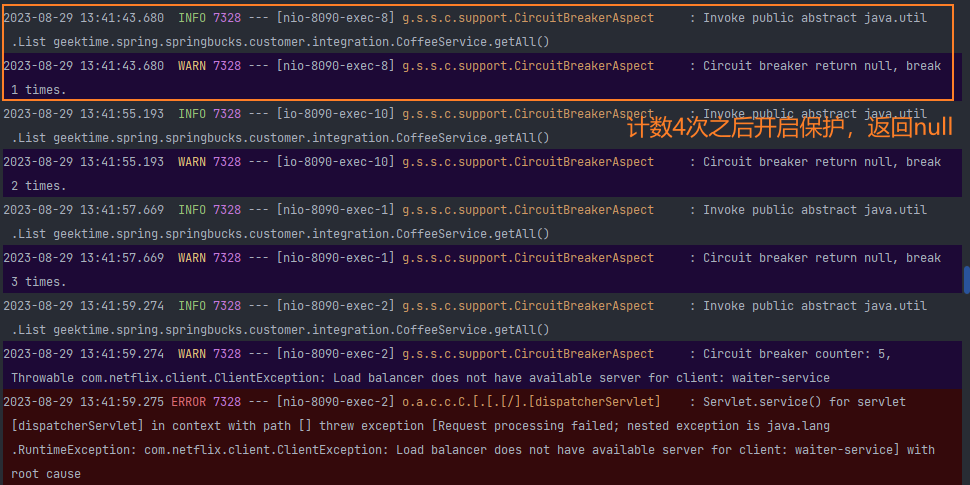 2023-08-29 13:41:43.680  INFO 7328 --- [nio-8090-exec-8] g.s.s.c.support.CircuitBreakerAspect     : Invoke public abstract java.util
.List geektime.spring.springbucks.customer.integration.CoffeeService.getAll()
2023-08-29 13:41:43.680  WARN 7328 --- [nio-8090-exec-8] g.s.s.c.support.CircuitBreakerAspect     : Circuit breaker return null, break
1 times.
2023-08-29 13:41:55.193  INFO 7328 --- [io-8090-exec-10] g.s.s.c.support.CircuitBreakerAspect     : Invoke public abstract java.util
计数4次之后开启保护，返回null
.List geektime.spring.springbucks.customer.integration.CoffeeService.getAll()
2023-08-29 13:41:55.193  WARN 7328 --- [io-8090-exec-10] g.s.s.c.support.CircuitBreakerAspect     : Circuit breaker return null, break
2 times.
2023-08-29 13:41:57.669  INFO 7328 --- [nio-8090-exec-1] g.s.s.c.support.CircuitBreakerAspect     : Invoke public abstract java.util
.List geektime.spring.springbucks.customer.integration.CoffeeService.getAll()
2023-08-29 13:41:57.669  WARN 7328 --- [nio-8090-exec-1] g.s.s.c.support.CircuitBreakerAspect     : Circuit breaker return null, break
3 times.
2023-08-29 13:41:59.274  INFO 7328 --- [nio-8090-exec-2] g.s.s.c.support.CircuitBreakerAspect     : Invoke public abstract java.util
.List geektime.spring.springbucks.customer.integration.CoffeeService.getAll()
2023-08-29 13:41:59.274  WARN 7328 --- [nio-8090-exec-2] g.s.s.c.support.CircuitBreakerAspect     : Circuit breaker counter: 5,
Throwable com.netflix.client.ClientException: Load balancer does not have available server for client: waiter-service
2023-08-29 13:41:59.275 ERROR 7328 --- [nio-8090-exec-2] o.a.c.c.C.[.[.[/].[dispatcherServlet]    : Servlet.service() for servlet
[dispatcherServlet] in context with path [] threw exception [Request processing failed; nested exception is java.lang
.RuntimeException: com.netflix.client.ClientException: Load balancer does not have available server for client: waiter-service] with
root cause